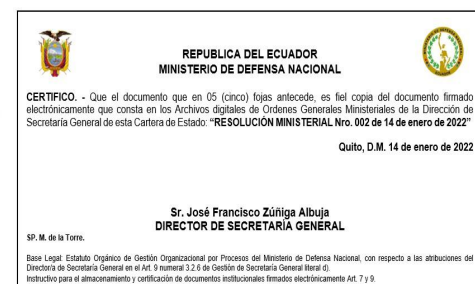 REPUBLICA DEL ECUADOR
MINISTERIO DE DEFENSA NACIONAL
CERTIFICO. - Que el documento que en 05 (cinco) fojas antecede, es fiel copia del documento firmado
electrónicamente que consta en los Archivos digitales de Ordenes Generales Ministeriales de la Dirección de
Secretaría General de esta Cartera de Estado: “RESOLUCIÓN MINISTERIAL Nro. 002 de 14 de enero de 2022”
Quito, D.M. 14 de enero de 2022
Sr. José Francisco Zúñiga Albuja
DIRECTOR DE SECRETARÍA GENERAL
SP. M. de la Torre.
Base Legal: Estatuto Orgánico de Gestión Organizacional por Procesos del Ministerio de Defensa Nacional, con respecto a las atribuciones del
Director/a de Secretaría General en el Art. 9 numeral 3.2.6 de Gestión de Secretaría General literal d).
Instructivo para el almacenamiento y certificación de documentos institucionales firmados electrónicamente Art. 7 y 9.